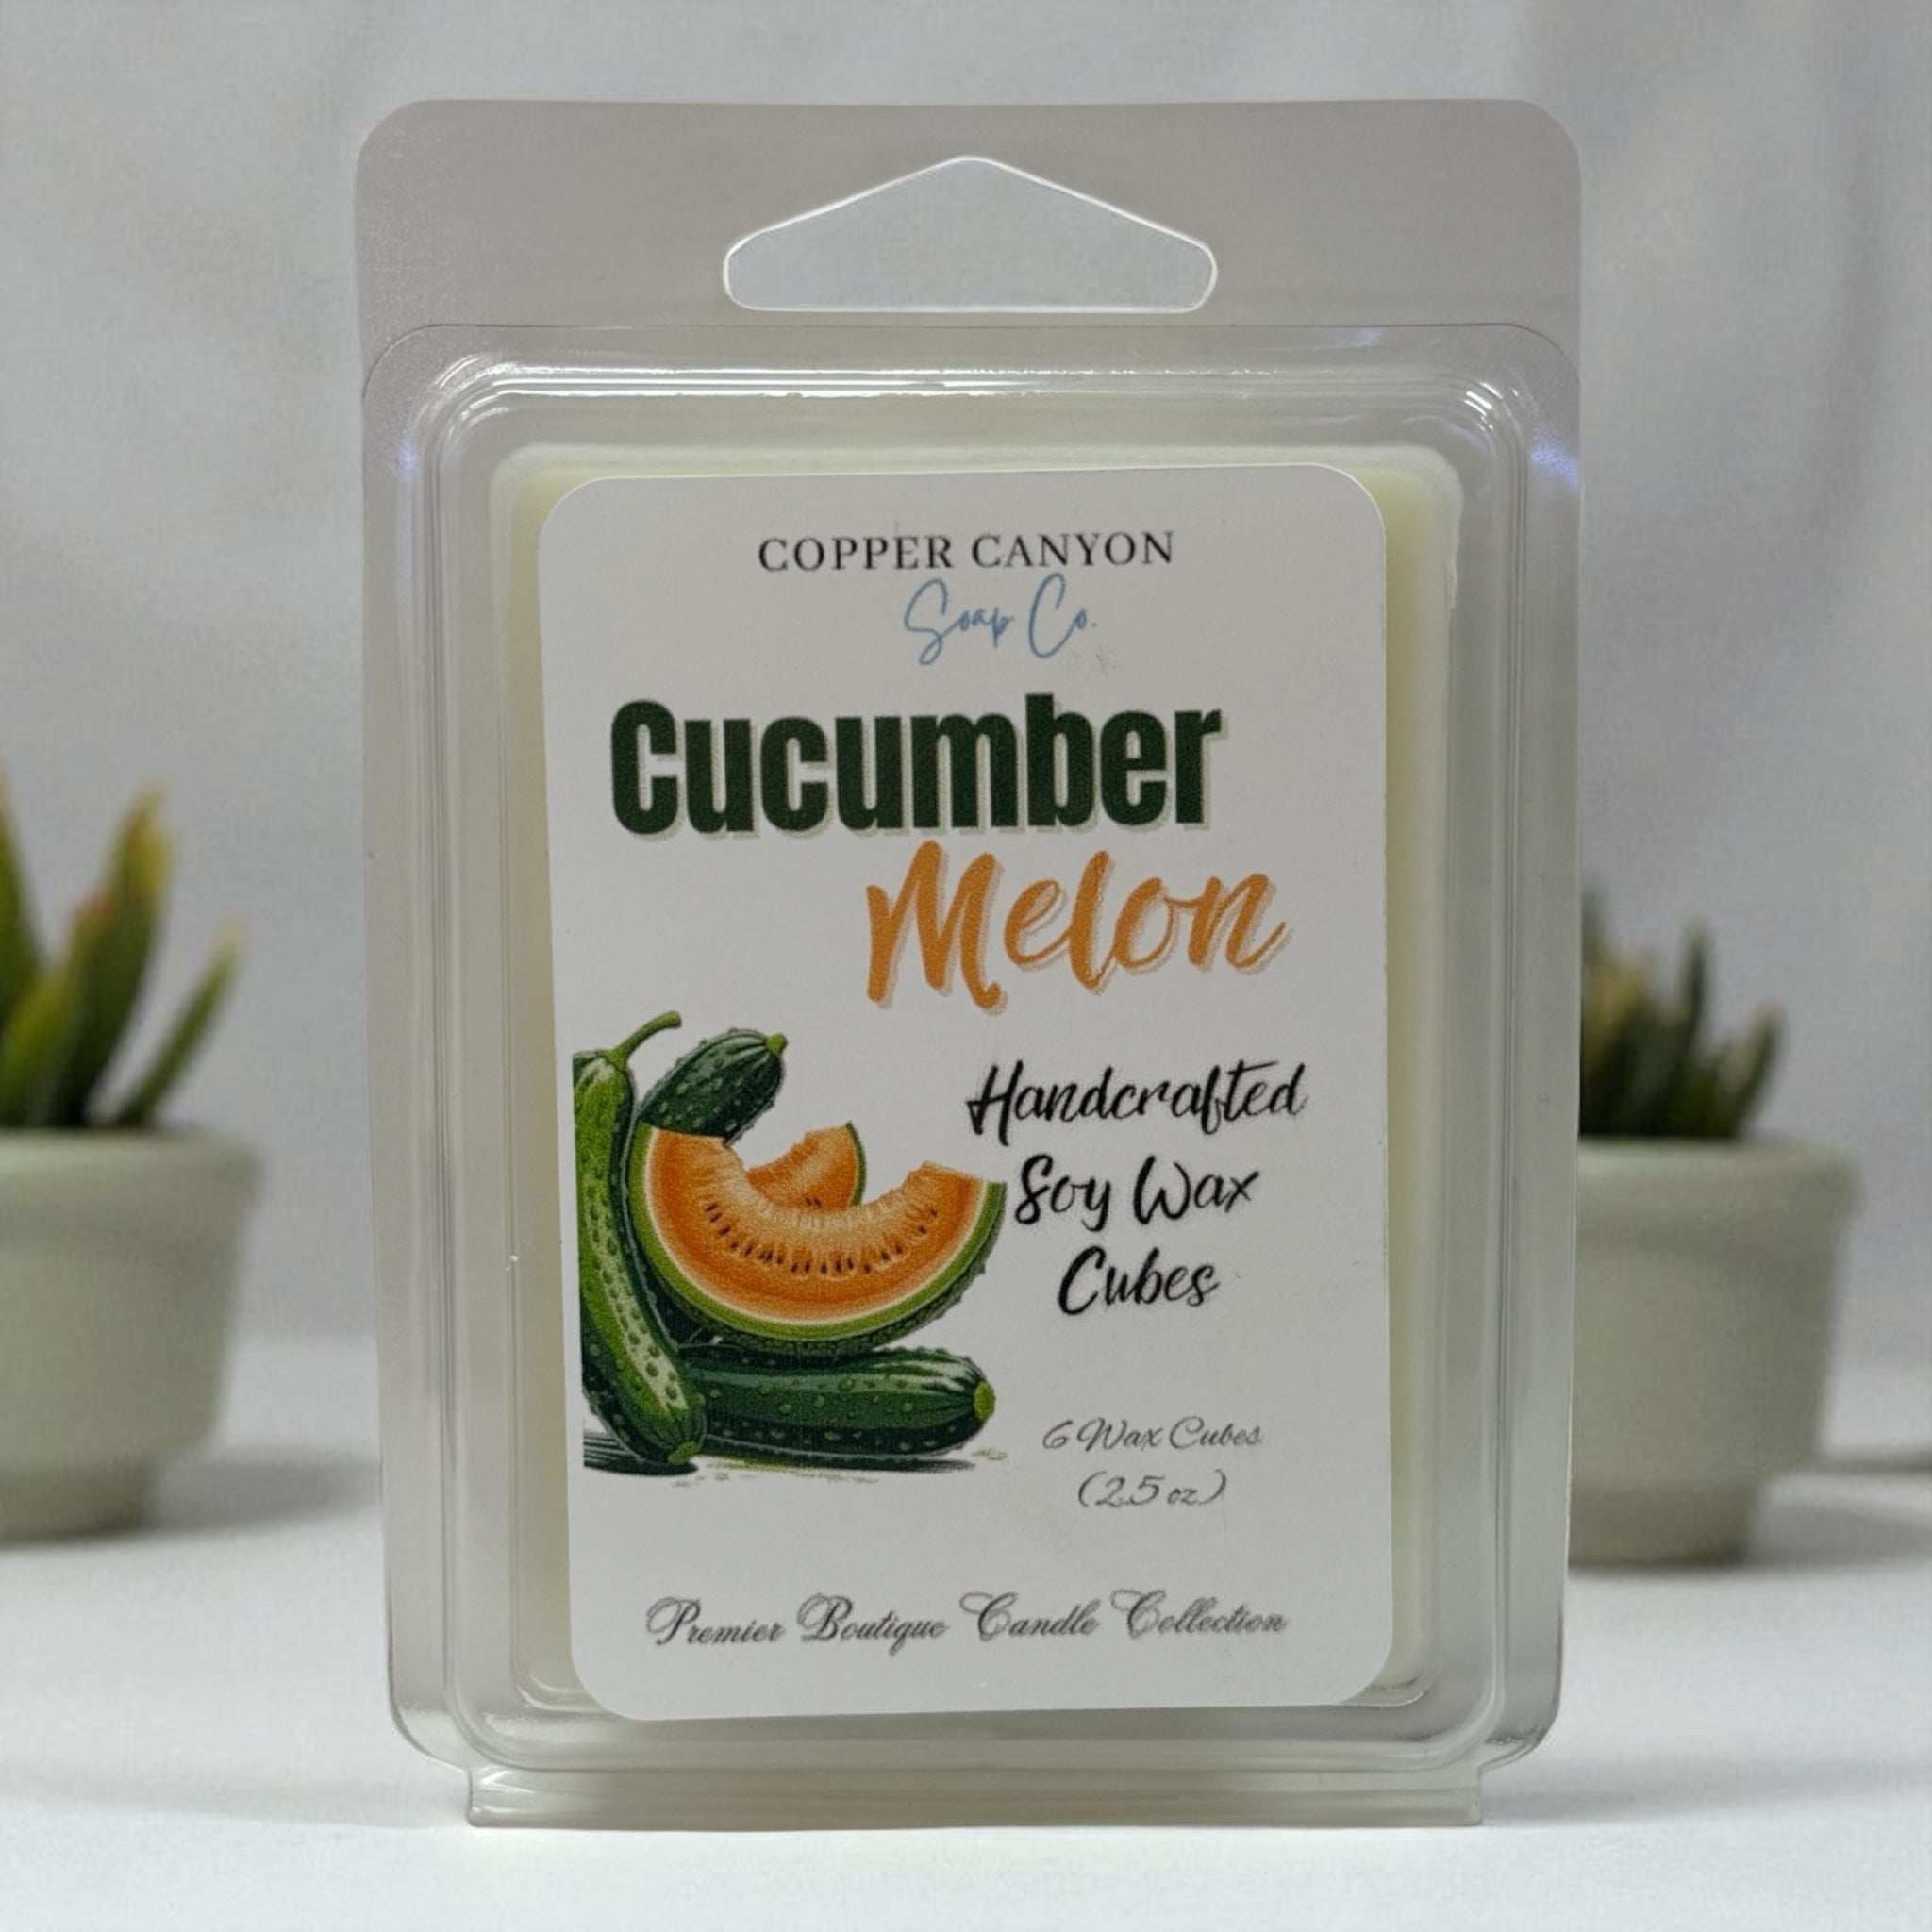 COPPER CANYON
Soap Co.
Cucumber
Melon
Handcrafted
Soy Wax
Cubes
6 Wax Cubes
(2.5 oz.)
Premier Boutique Candle Collection